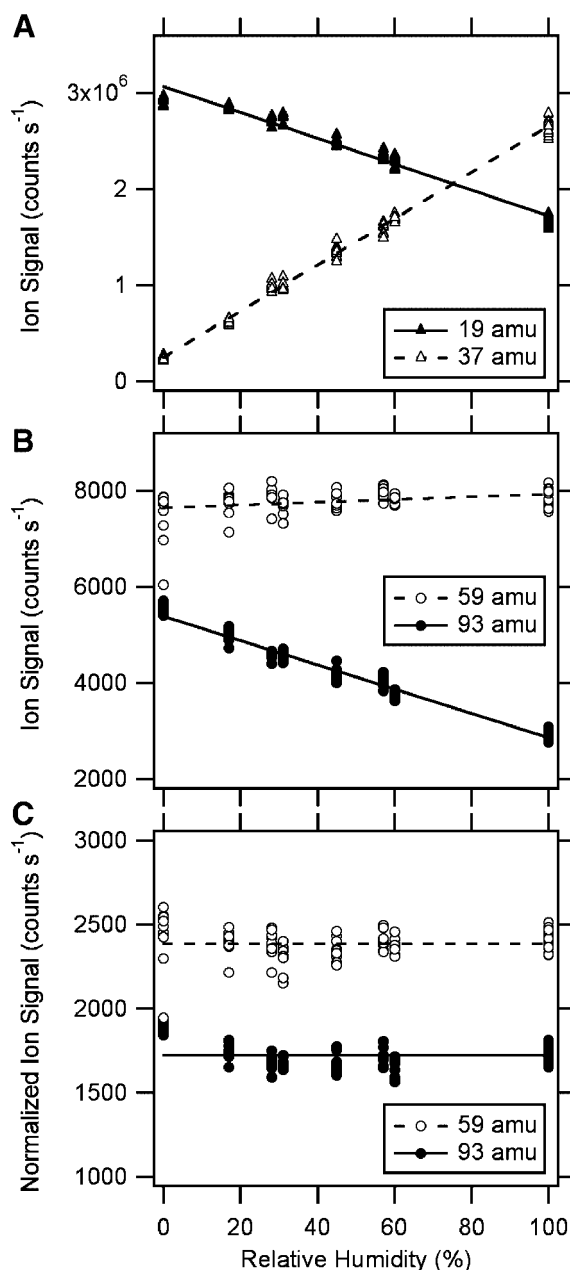 A
Ion Signal (counts s⁻¹)
3x10⁶
2
1
0
19 amu
37 amu
B
Ion Signal (counts s⁻¹)
8000
6000
4000
2000
59 amu
93 amu
C
Normalized Ion Signal (counts s⁻¹)
3000
2500
2000
1500
1000
59 amu
93 amu
0 20 40 60 80 100
Relative Humidity (%)